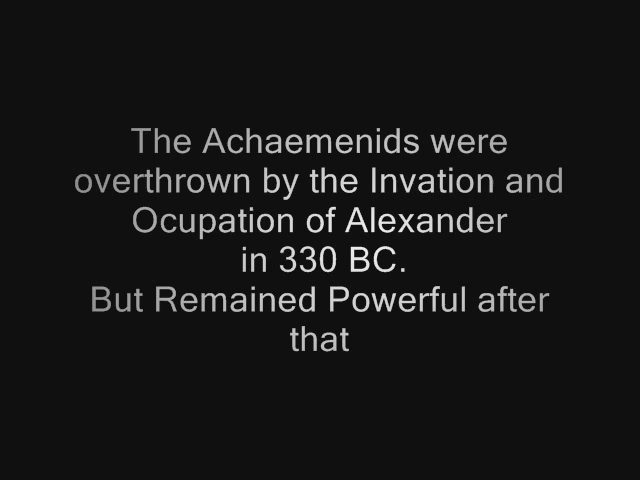 The Achaemenids were
overthrown by the Invation and
Ocupation of Alexander
in 330 BC.
But Remained Powerful after
that